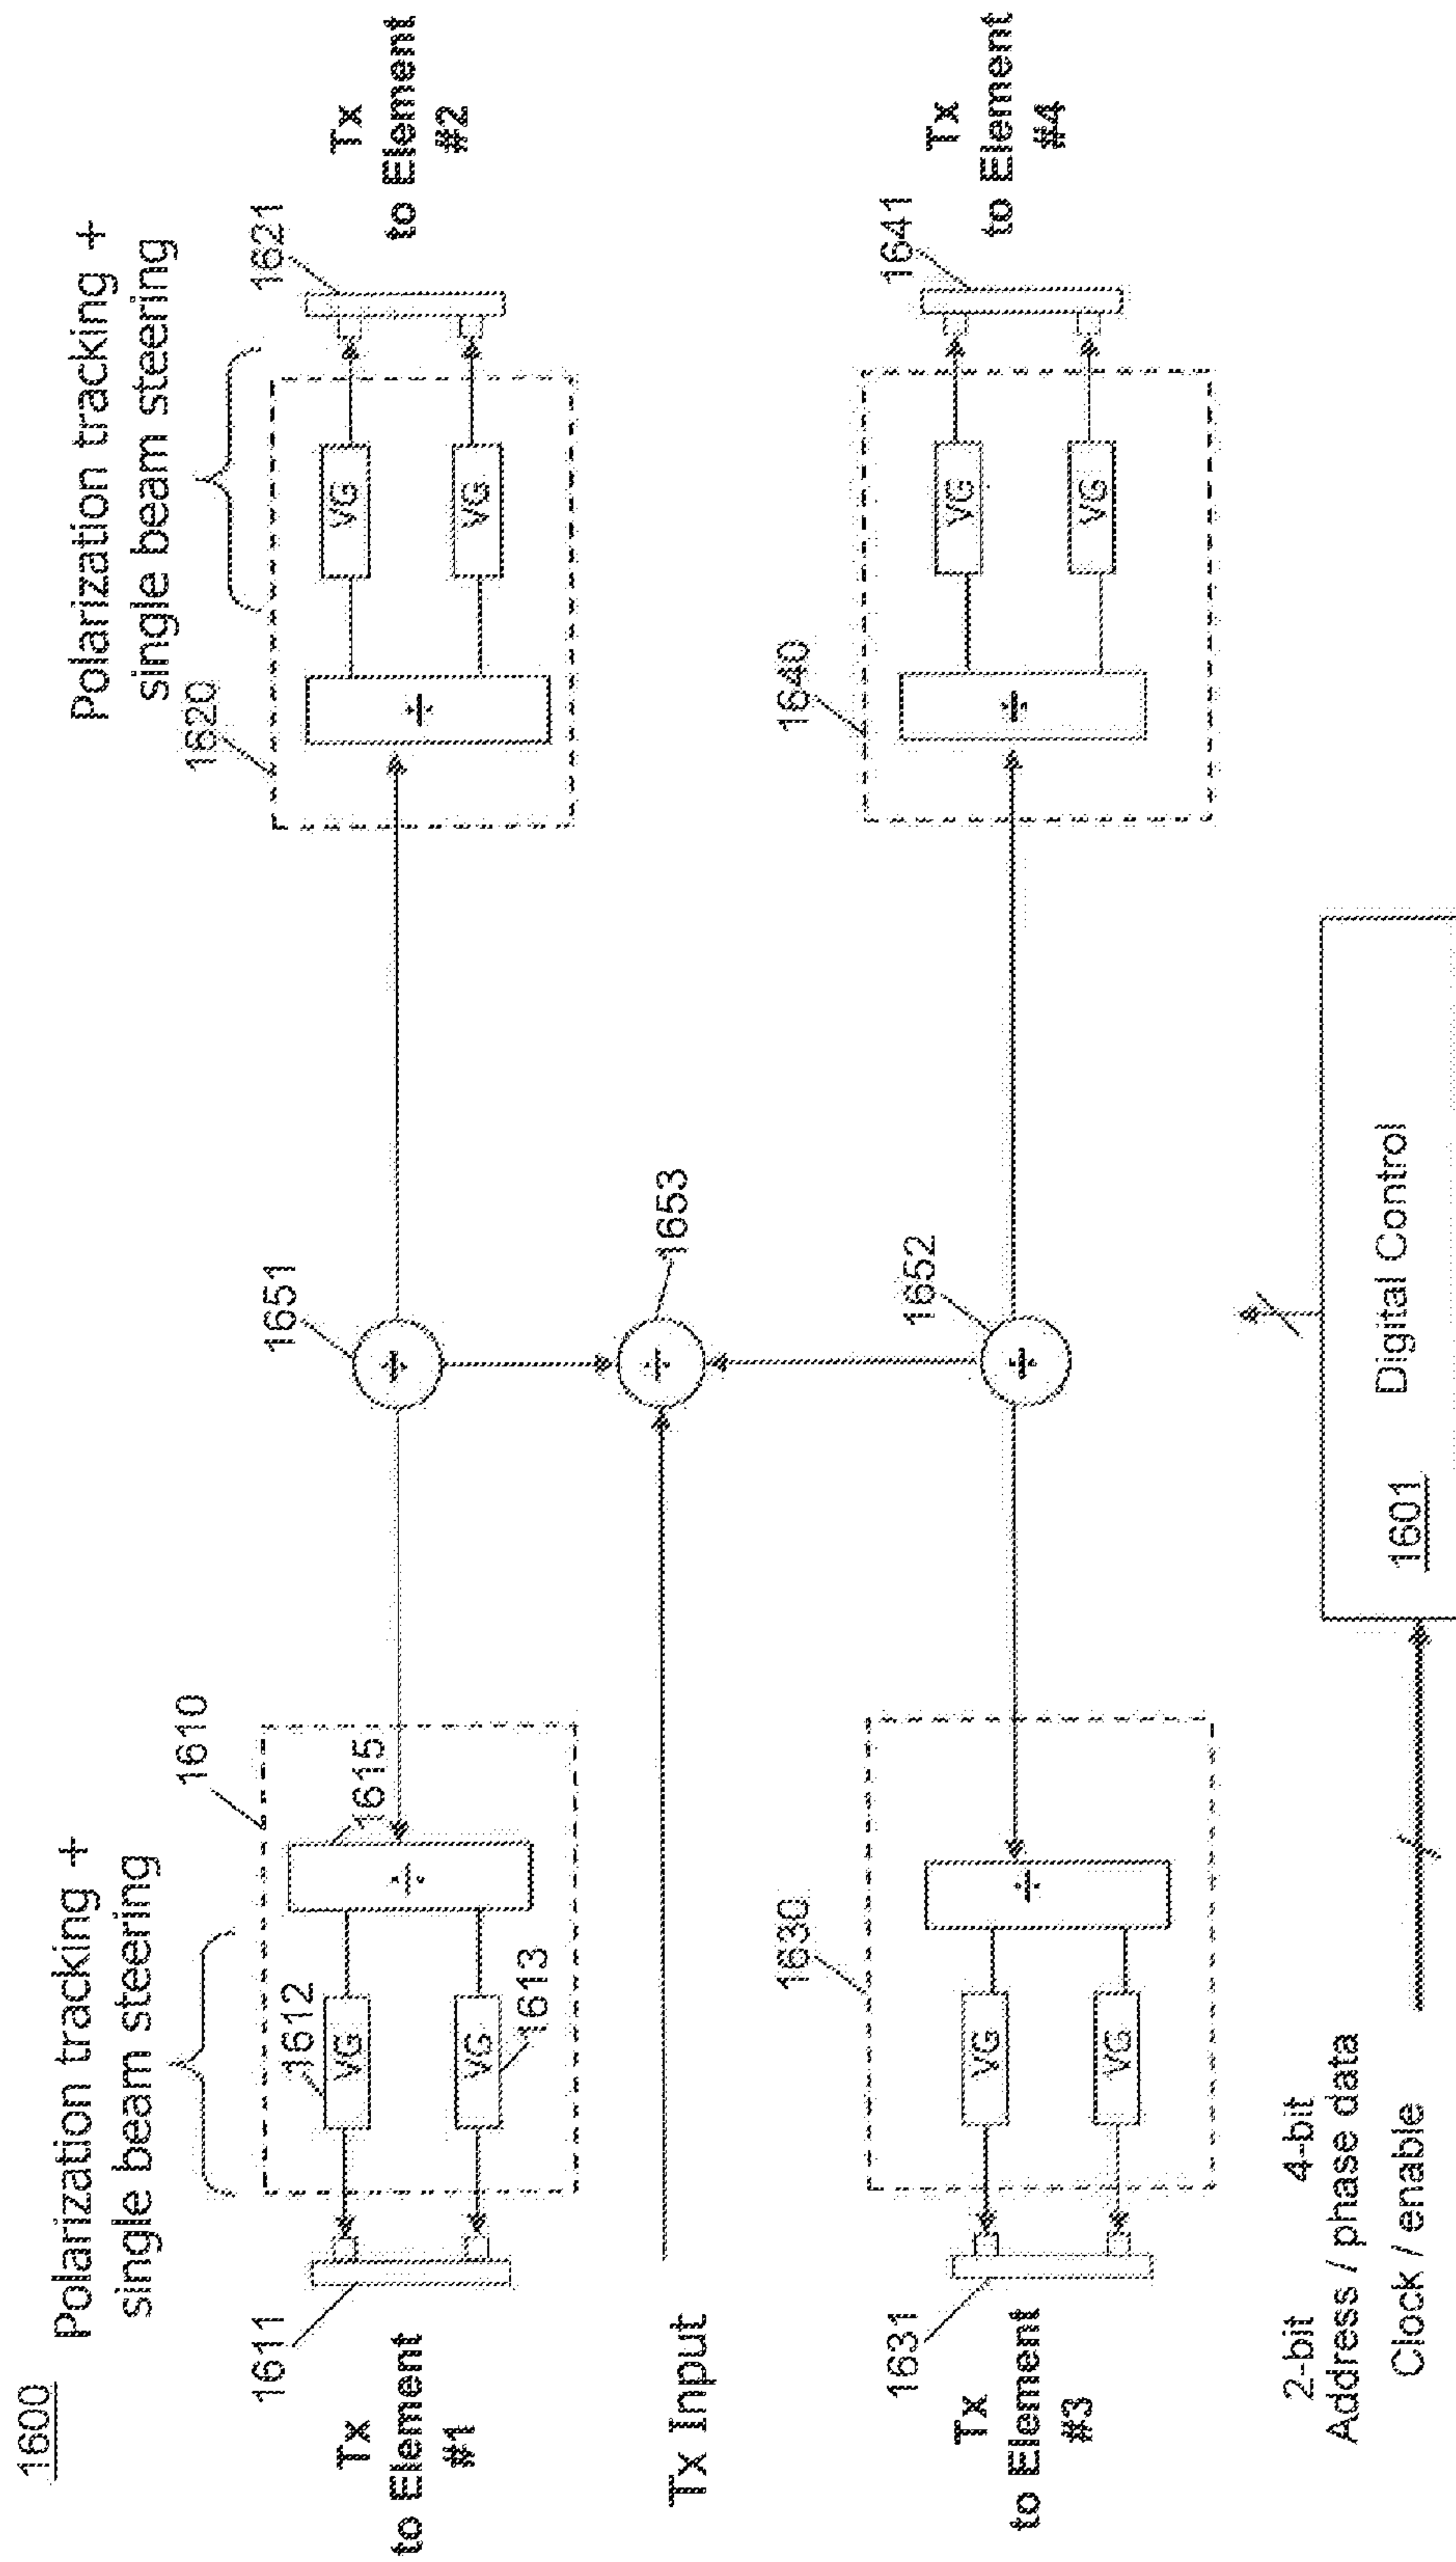 1600
Polarization tracking +
single beam steering
Polarization tracking +
single beam steering
1610
1620
1611
1612
1615
1651
1621
VG
÷
÷
÷
VG
Tx
to Element
#1
VG
1613
VG
Tx
to Element
#2
Tx Input
÷
1653
1630
1652
1640
1631
1641
VG
÷
÷
÷
VG
Tx
to Element
#3
VG
VG
Tx
to Element
#4
2-bit 4-bit
Address / phase data
Clock / enable
1601
Digital Control